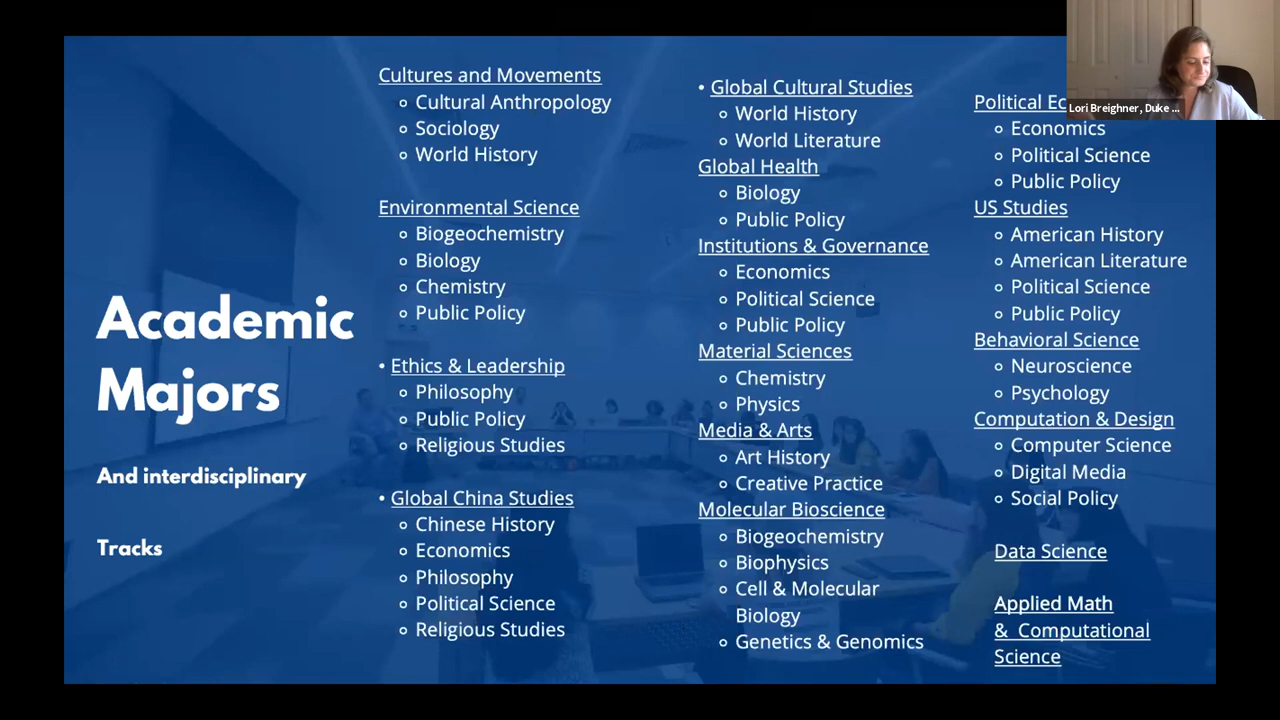 Academic
Majors
And interdisciplinary
Tracks
Cultures and Movements
Cultural Anthropology
Sociology
World History
Environmental Science
Biogeochemistry
Biology
Chemistry
Public Policy
• Ethics & Leadership
Philosophy
Public Policy
Religious Studies
• Global China Studies
Chinese History
Economics
Philosophy
Political Science
Religious Studies
• Global Cultural Studies
World History
World Literature
Global Health
Biology
Public Policy
Institutions & Governance
Economics
Political Science
Public Policy
Material Sciences
Chemistry
Physics
Media & Arts
Art History
Creative Practice
Molecular Bioscience
Biogeochemistry
Biophysics
Cell & Molecular
Biology
Genetics & Genomics
Political Ec
Economics
Political Science
Public Policy
US Studies
American History
American Literature
Political Science
Public Policy
Behavioral Science
Neuroscience
Psychology
Computation & Design
Computer Science
Digital Media
Social Policy
Data Science
Applied Math
& Computational
Science
Lori Breighner, Duke ...